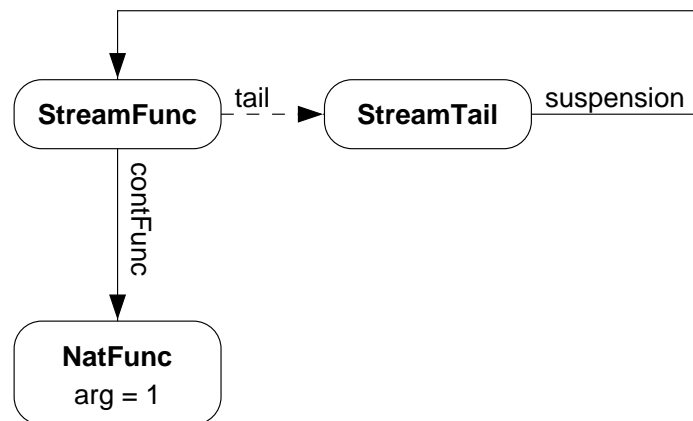 StreamFunc
tail
StreamTail
suspension
contFunc
NatFunc
arg = 1